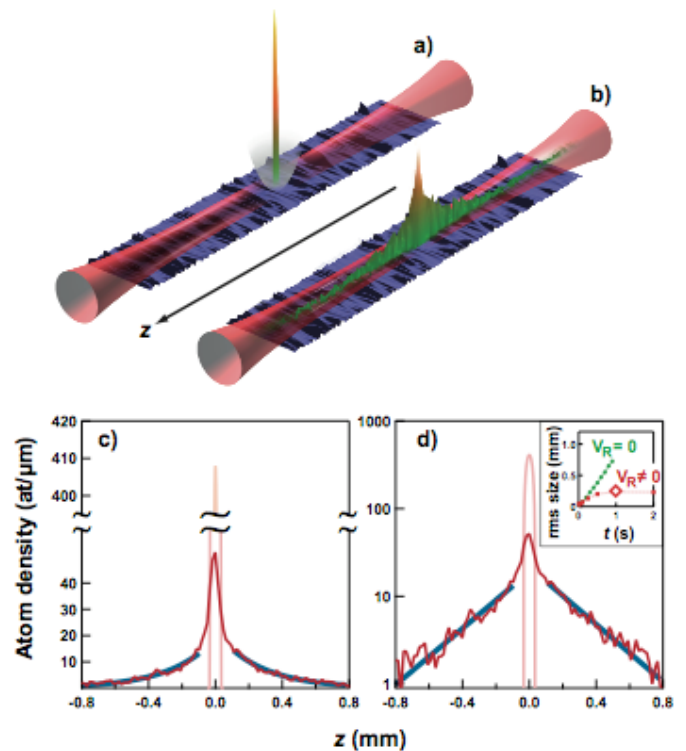 a)
b)
z
Atom density (at/μm)
c)
420
410
400
40
30
20
10
-0.8 -0.4 0.0 0.4 0.8
d)
1000
100
10
1
-0.8 -0.4 0.0 0.4 0.8
rms size (mm)
1.0
0.5
0.0
V_R = 0
V_R ≠ 0
0 1 2
t (s)
z (mm)